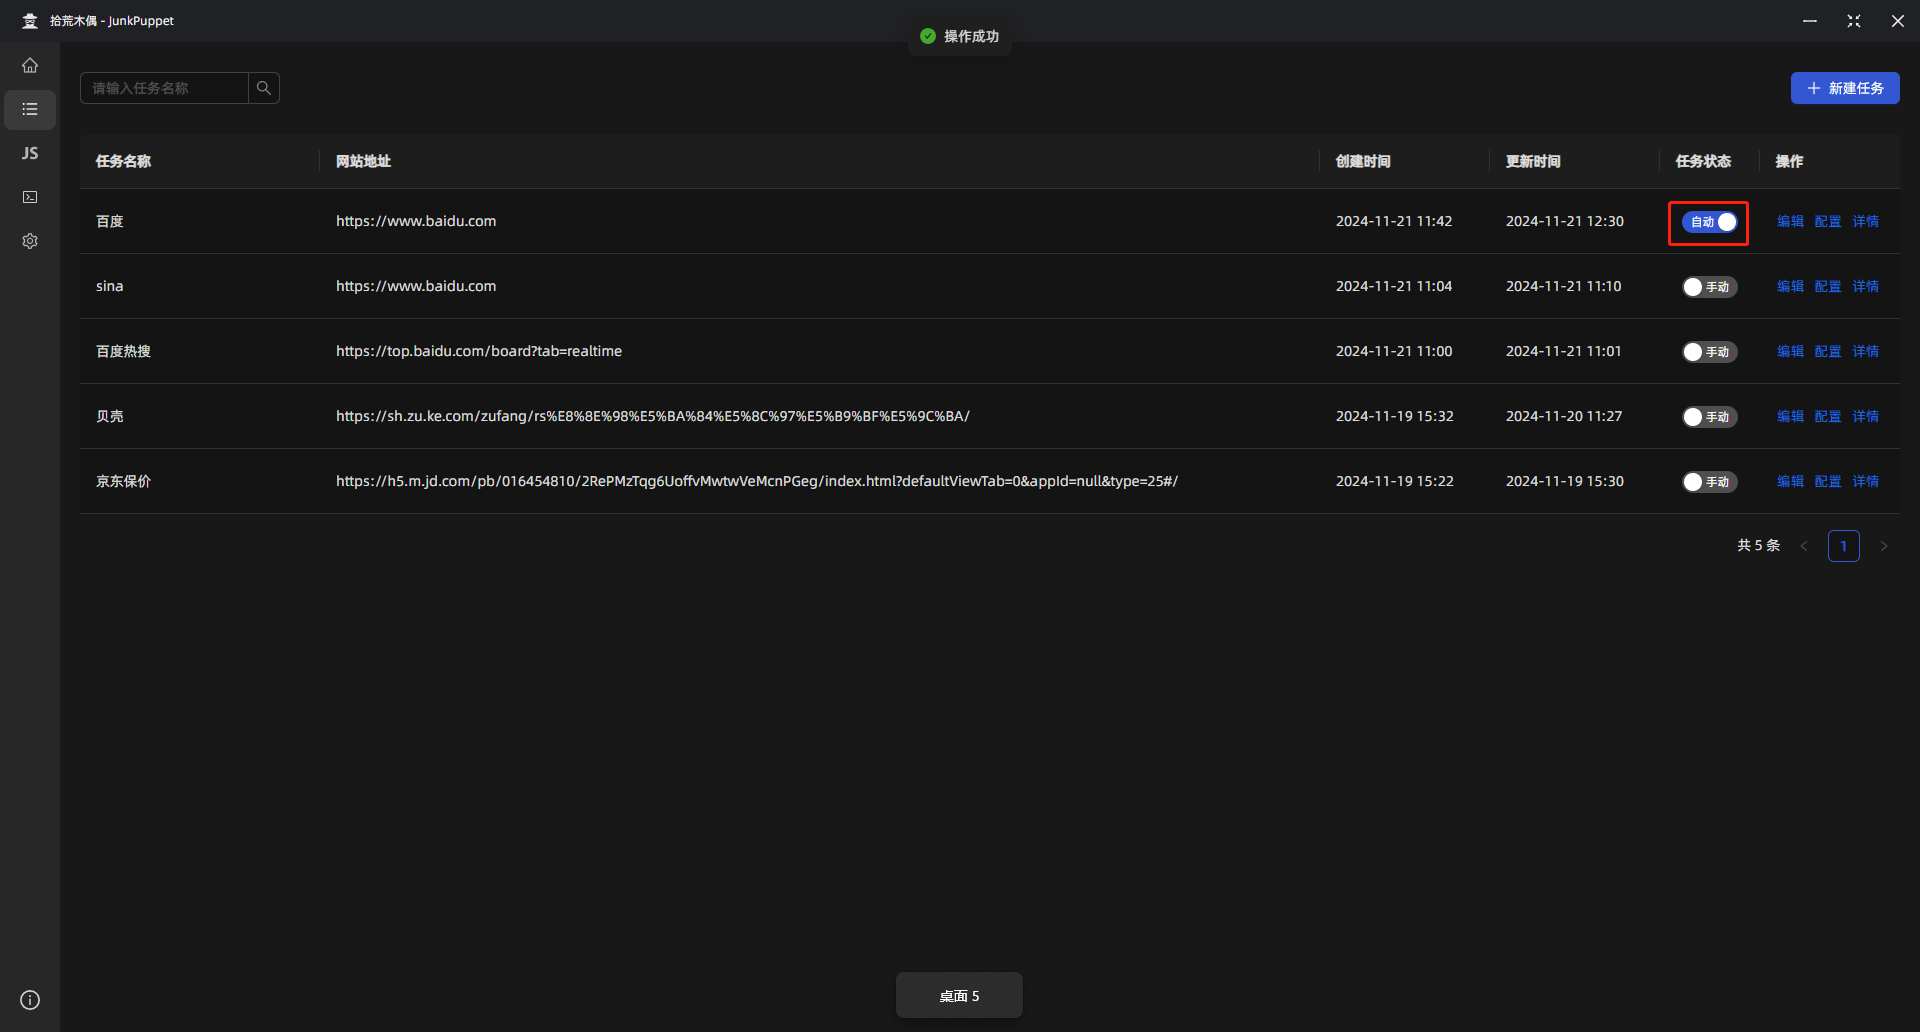 拾荒木偶 - JunkPuppet
操作成功
请输入任务名称
新建任务
JS
任务名称 网站地址 创建时间 更新时间 任务状态 操作
百度 https://www.baidu.com 2024-11-21 11:42 2024-11-21 12:30 自动 编辑 配置 详情
sina https://www.baidu.com 2024-11-21 11:04 2024-11-21 11:10 手动 编辑 配置 详情
百度热搜 https://top.baidu.com/board?tab=realtime 2024-11-21 11:00 2024-11-21 11:01 手动 编辑 配置 详情
贝壳 https://sh.zu.ke.com/zufang/rs%E8%8E%98%E5%BA%84%E5%8C%97%E5%B9%BF%E5%9C%BA/ 2024-11-19 15:32 2024-11-20 11:27 手动 编辑 配置 详情
京东保价 https://h5.m.jd.com/pb/016454810/2RePMzTqg6UoffvMwtwVeMcnPGeg/index.html?defaultViewTab=0&appId=null&type=25#/ 2024-11-19 15:22 2024-11-19 15:30 手动 编辑 配置 详情
共 5 条 1
桌面 5